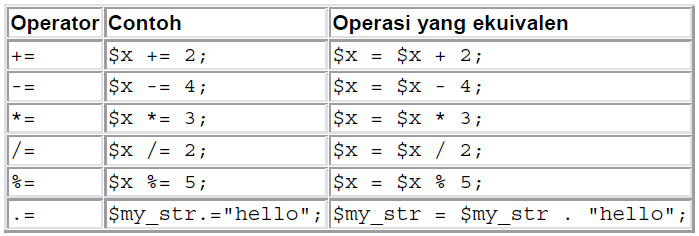 Operator Contoh Operasi yang ekuivalen
+= $x += 2; $x = $x + 2;
-= $x -= 4; $x = $x - 4;
*= $x *= 3; $x = $x * 3;
/= $x /= 2; $x = $x / 2;
%= $x %= 5; $x = $x % 5;
.= $my_str.="hello"; $my_str = $my_str . "hello";